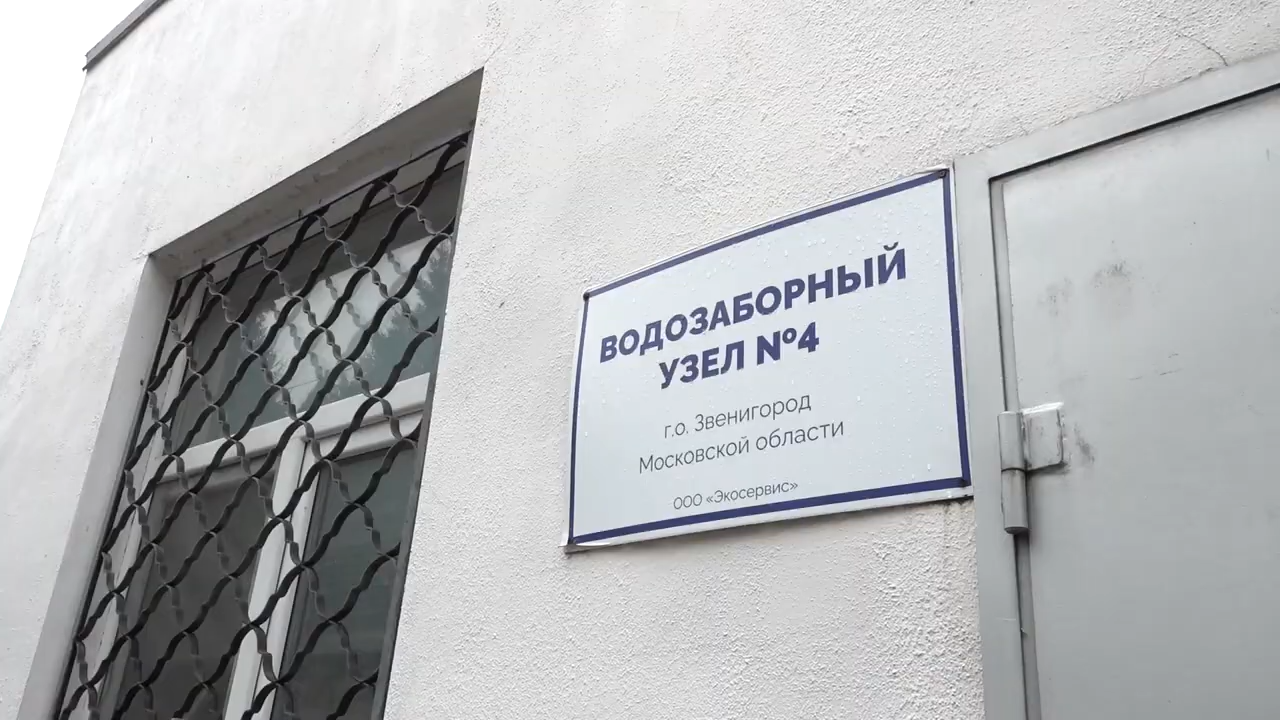 ВОДОЗАБОРНЫЙ
УЗЕЛ №4
г.о. Звенигород
Московской области
ООО «Экосервис»